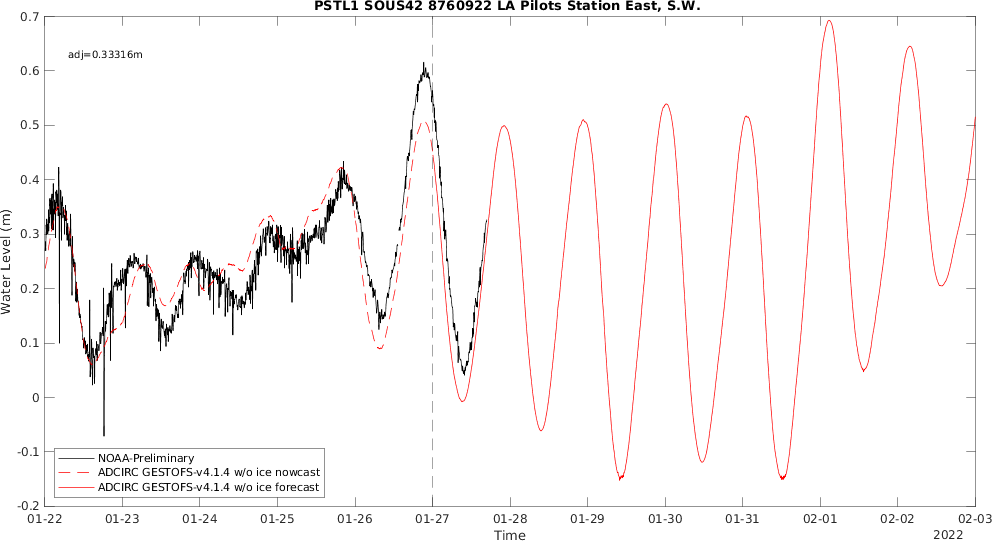 PSTL1 SOUS42 8760922 LA Pilots Station East, S.W.
adj=0.33316m
0.7
0.6
0.5
0.4
0.3
0.2
0.1
0
-0.1
-0.2
Water Level (m)
NOAA-Preliminary
ADCIRC GESTOFS-v4.1.4 w/o ice nowcast
ADCIRC GESTOFS-v4.1.4 w/o ice forecast
01-22 01-23 01-24 01-25 01-26 01-27 01-28 01-29 01-30 01-31 02-01 02-02 02-03
Time
2022